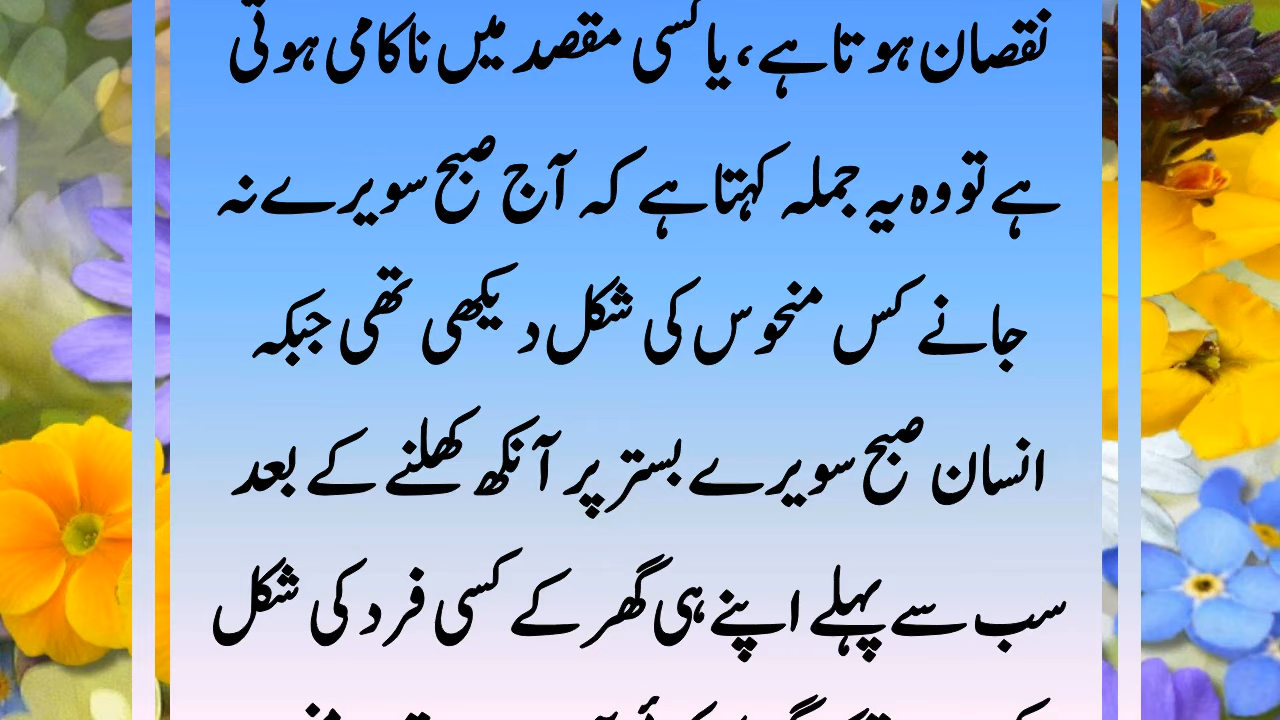 نقصان ہوتا ہے، یا کسی مقصد میں ناکامی ہوتی
ہے تو وہ یہ جملہ کہتا ہے کہ آج صبح سویرے نہ
جانے کس منحوس کی شکل دیکھی تھی جبکہ
انسان صبح سویرے بستر پر آنکھ کھلنے کے بعد
سب سے پہلے اپنے ہی گھر کے کسی فرد کی شکل